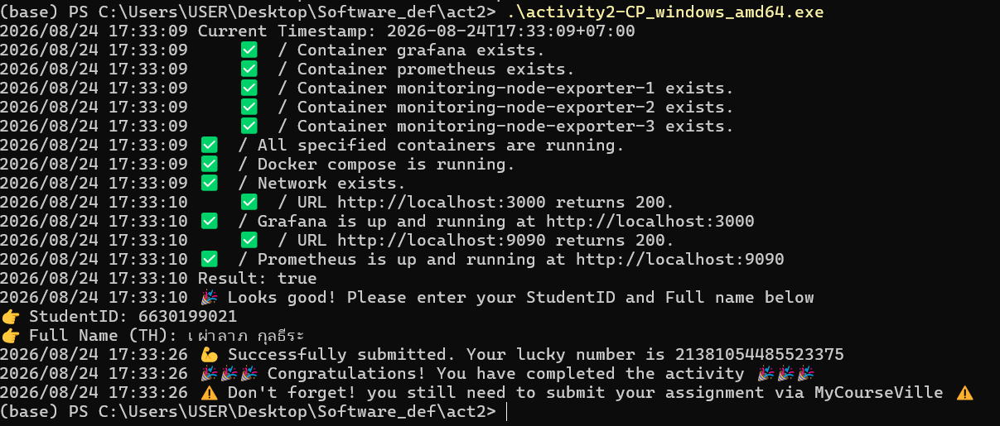 (base) PS C:\Users\USER\Desktop\Software_def\act2> .\activity2-CP_windows_amd64.exe
2026/08/24 17:33:09 Current Timestamp: 2026-08-24T17:33:09+07:00
2026/08/24 17:33:09 ✅ / Container grafana exists.
2026/08/24 17:33:09 ✅ / Container prometheus exists.
2026/08/24 17:33:09 ✅ / Container monitoring-node-exporter-1 exists.
2026/08/24 17:33:09 ✅ / Container monitoring-node-exporter-2 exists.
2026/08/24 17:33:09 ✅ / Container monitoring-node-exporter-3 exists.
2026/08/24 17:33:09 ✅ / All specified containers are running.
2026/08/24 17:33:09 ✅ / Docker compose is running.
2026/08/24 17:33:09 ✅ / Network exists.
2026/08/24 17:33:10 ✅ / URL http://localhost:3000 returns 200.
2026/08/24 17:33:10 ✅ / Grafana is up and running at http://localhost:3000
2026/08/24 17:33:10 ✅ / URL http://localhost:9090 returns 200.
2026/08/24 17:33:10 ✅ / Prometheus is up and running at http://localhost:9090
2026/08/24 17:33:10 Result: true
2026/08/24 17:33:10 🎉 Looks good! Please enter your StudentID and Full name below
👉 StudentID: 6630199021
👉 Full Name (TH): เผ่าลาภ กุลธีระ
2026/08/24 17:33:26 💪 Successfully submitted. Your lucky number is 21381054485523375
2026/08/24 17:33:26 🎉🎉🎉 Congratulations! You have completed the activity 🎉🎉🎉
2026/08/24 17:33:26 ⚠️ Don't forget! you still need to submit your assignment via MyCourseVille ⚠️
(base) PS C:\Users\USER\Desktop\Software_def\act2>